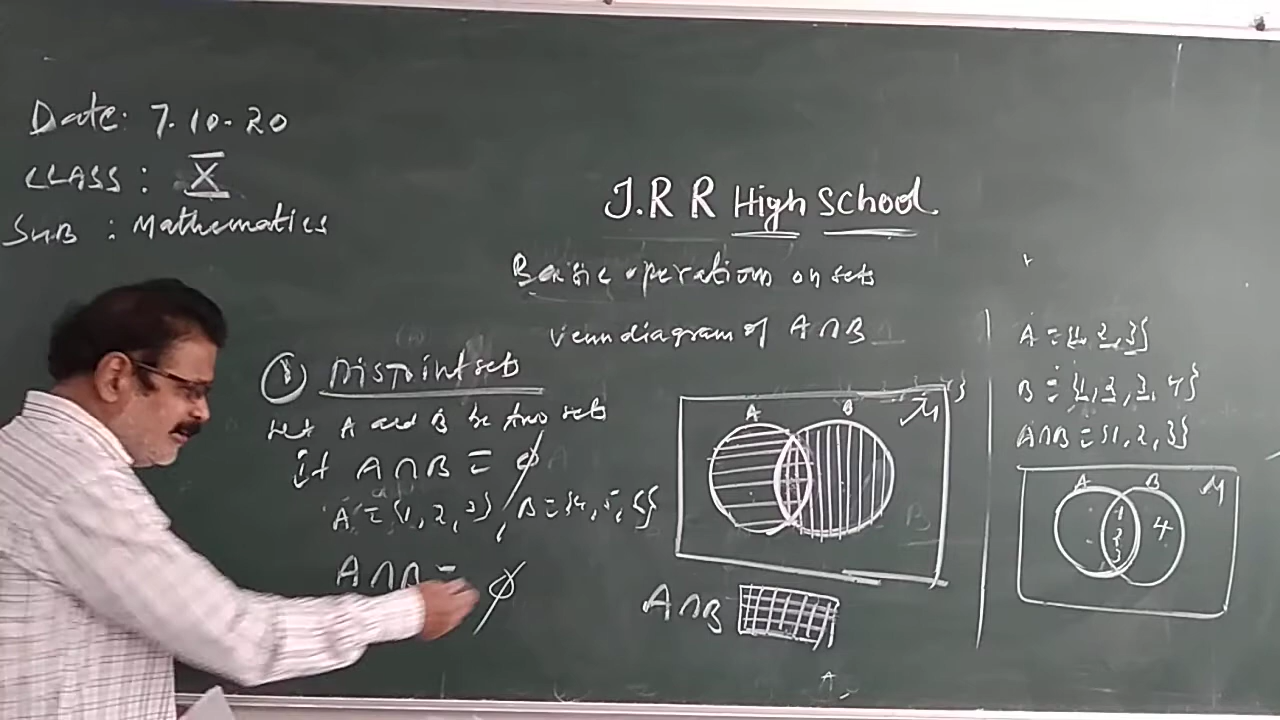 Date: 7.10.20
CLASS : X
SUB : Mathematics
J.R R High School.
Basic operations on sets
Venn diagram of A∩B
① Disjoint sets
Let A and B be two sets
if A∩B = ϕ
A = {1, 2, 3}, B = {4, 5, 6}
A∩B = ϕ
A B μ
A∩B
A = {1, 2, 3}
B = {1, 2, 3, 4}
A∩B = {1, 2, 3}
A B μ
1
2 4
3